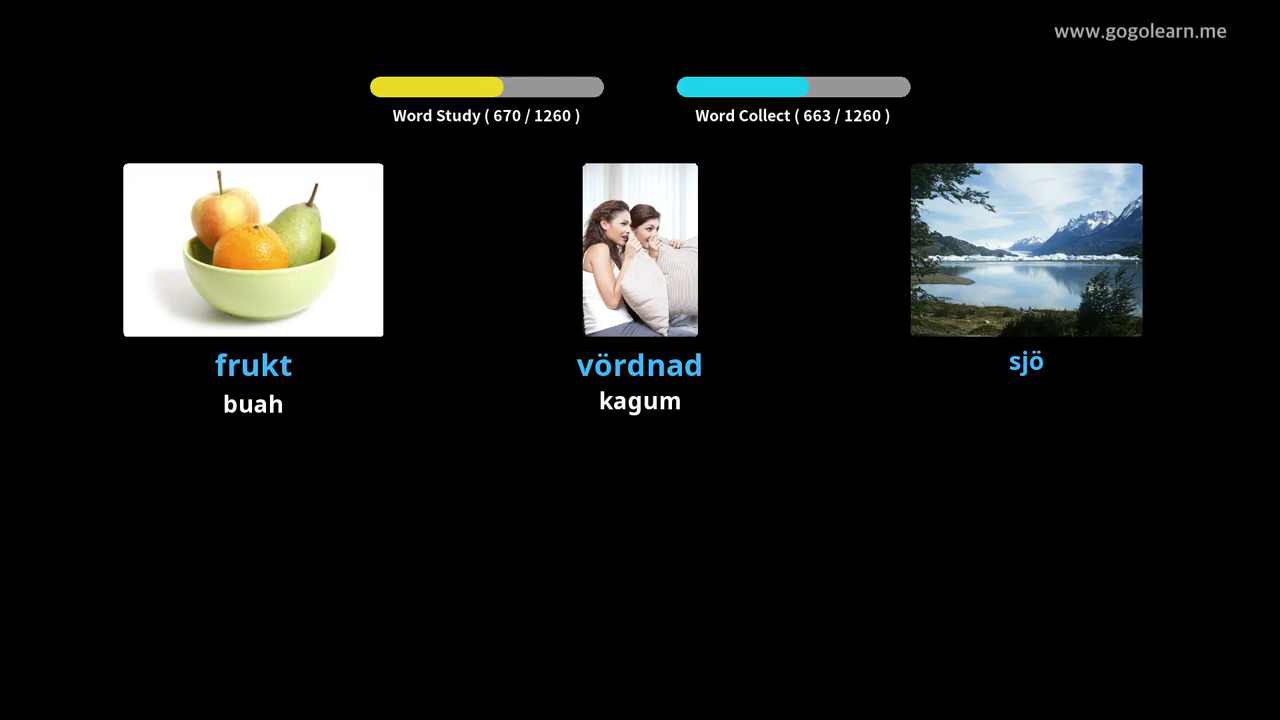 www.gogolearn.me
Word Study ( 670 / 1260 )
Word Collect ( 663 / 1260 )
frukt
buah
vördnad
kagum
sjö